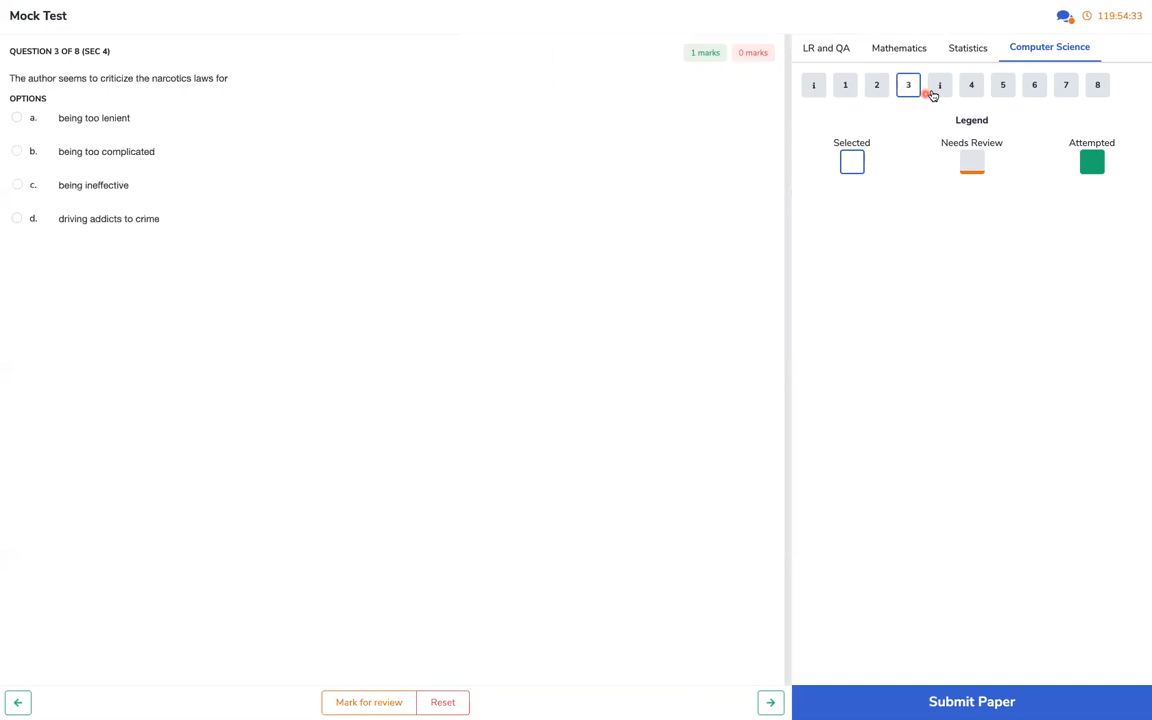 Mock Test
119:54:33
QUESTION 3 OF 8 (SEC 4)
1 marks
0 marks
The author seems to criticize the narcotics laws for
OPTIONS
a. being too lenient
b. being too complicated
c. being ineffective
d. driving addicts to crime
LR and QA Mathematics Statistics Computer Science
i 1 2 3 i 4 5 6 7 8
Legend
Selected Needs Review Attempted
Mark for review Reset
Submit Paper